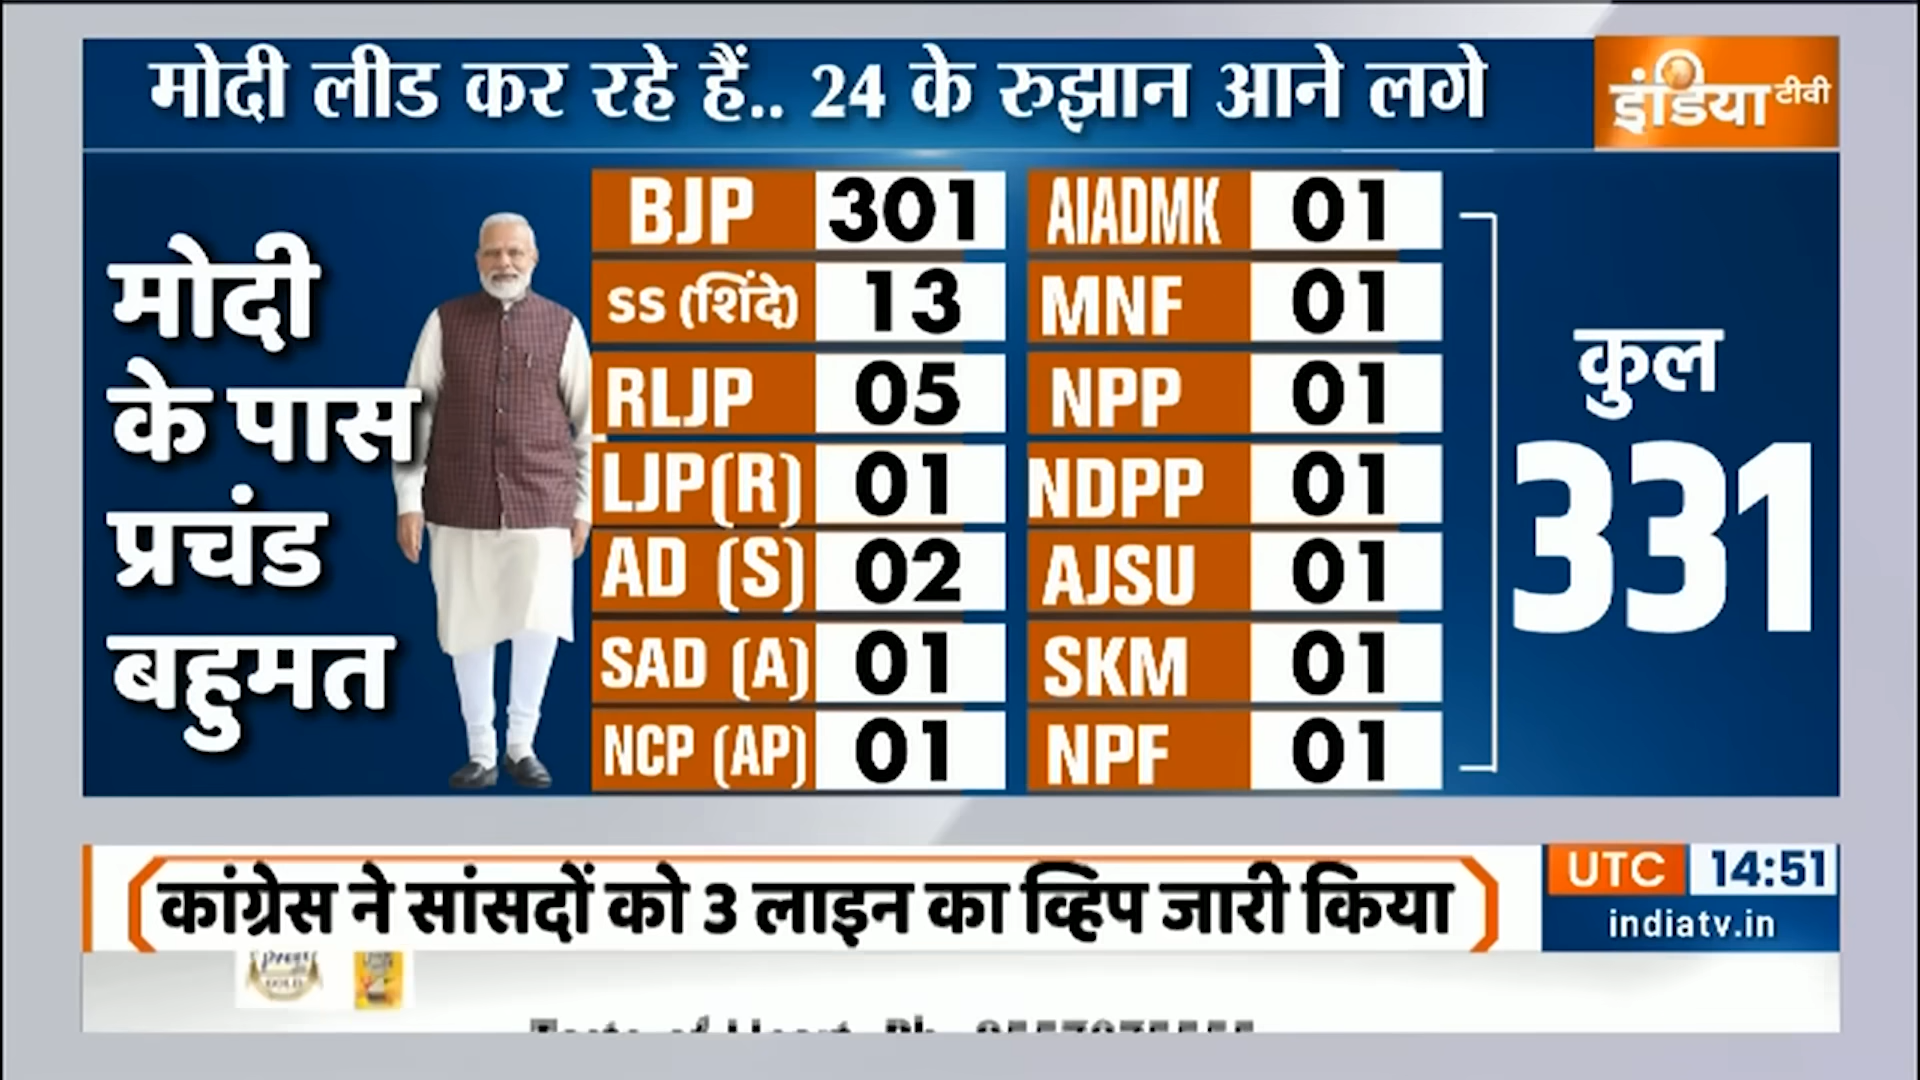 मोदी लीड कर रहे हैं.. 24 के रुझान आने लगे
इंडिया टीवी
मोदी
के पास
प्रचंड
बहुमत
BJP 301
SS (शिंदे) 13
RLJP 05
LJP(R) 01
AD (S) 02
SAD (A) 01
NCP (AP) 01
AIADMK 01
MNF 01
NPP 01
NDPP 01
AJSU 01
SKM 01
NPF 01
कुल
331
कांग्रेस ने सांसदों को 3 लाइन का व्हिप जारी किया
UTC 14:51
indiatv.in
GOLD